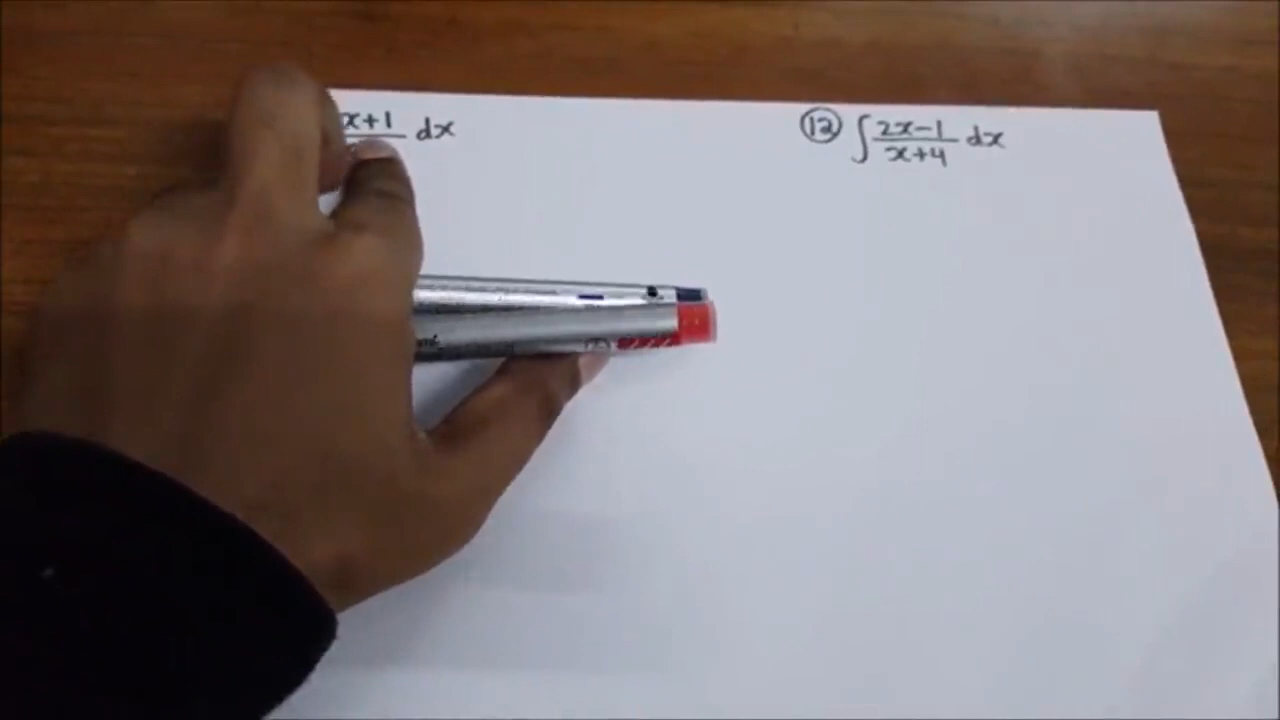 x+1 dx
⑫ ∫ 2x-1 / x+4 dx